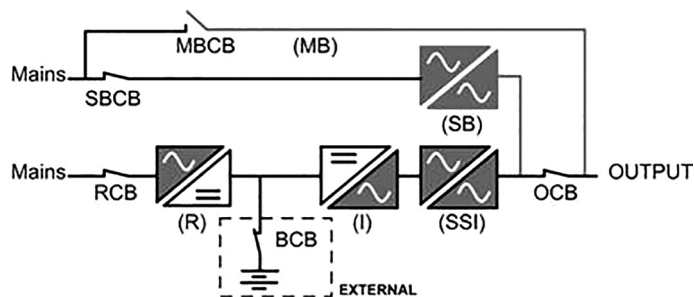 MBCB
(MB)
Mains
SBCB
(SB)
Mains
RCB
(R)
(I)
(SSI)
OCB
OUTPUT
BCB
EXTERNAL